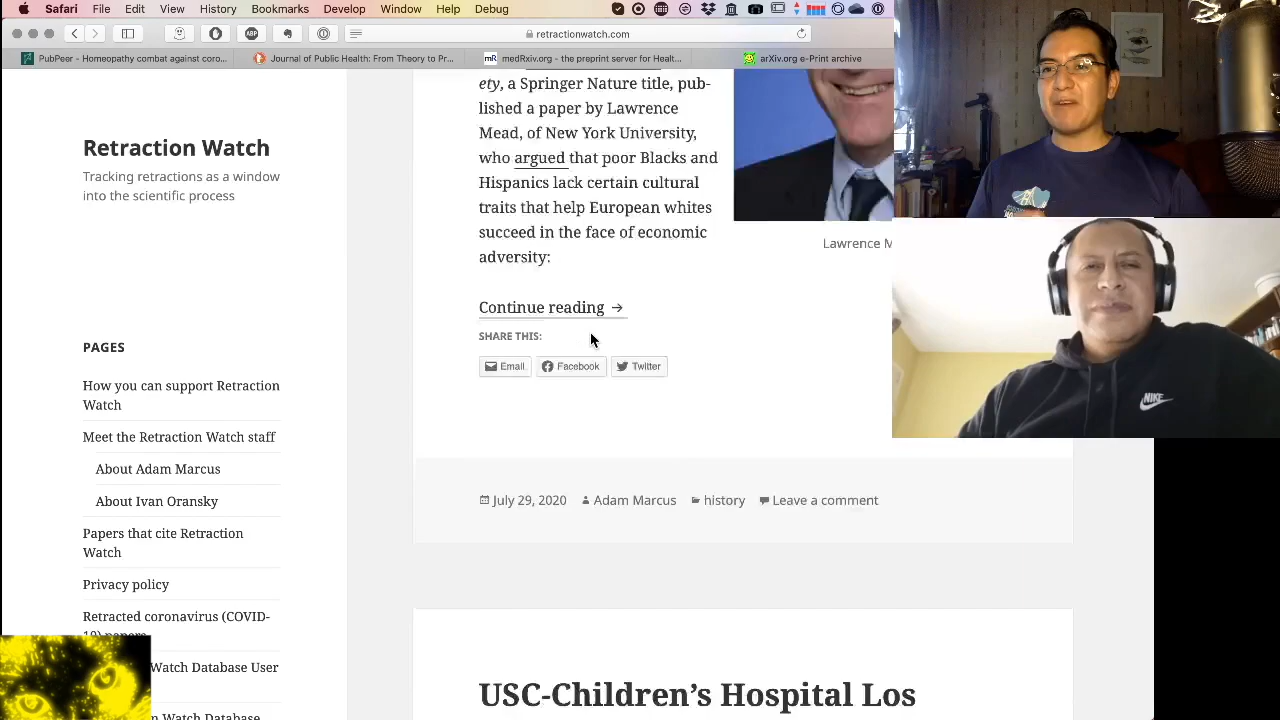 Safari File Edit View History Bookmarks Develop Window Help Debug
retractionwatch.com
PubPeer - Homeopathy combat against coro...
Journal of Public Health: From Theory to Pr...
medRxiv.org - the preprint server for Healt...
arXiv.org e-Print archive
Retraction Watch
Tracking retractions as a window
into the scientific process
PAGES
How you can support Retraction
Watch
Meet the Retraction Watch staff
About Adam Marcus
About Ivan Oransky
Papers that cite Retraction
Watch
Privacy policy
Retracted coronavirus (COVID-
19) papers
Watch Database User
Watch Database
ety, a Springer Nature title, pub-
lished a paper by Lawrence
Mead, of New York University,
who argued that poor Blacks and
Hispanics lack certain cultural
traits that help European whites
succeed in the face of economic
adversity:
Lawrence M
Continue reading →
SHARE THIS:
Email
Facebook
Twitter
July 29, 2020 Adam Marcus history Leave a comment
USC-Children's Hospital Los
NIKE